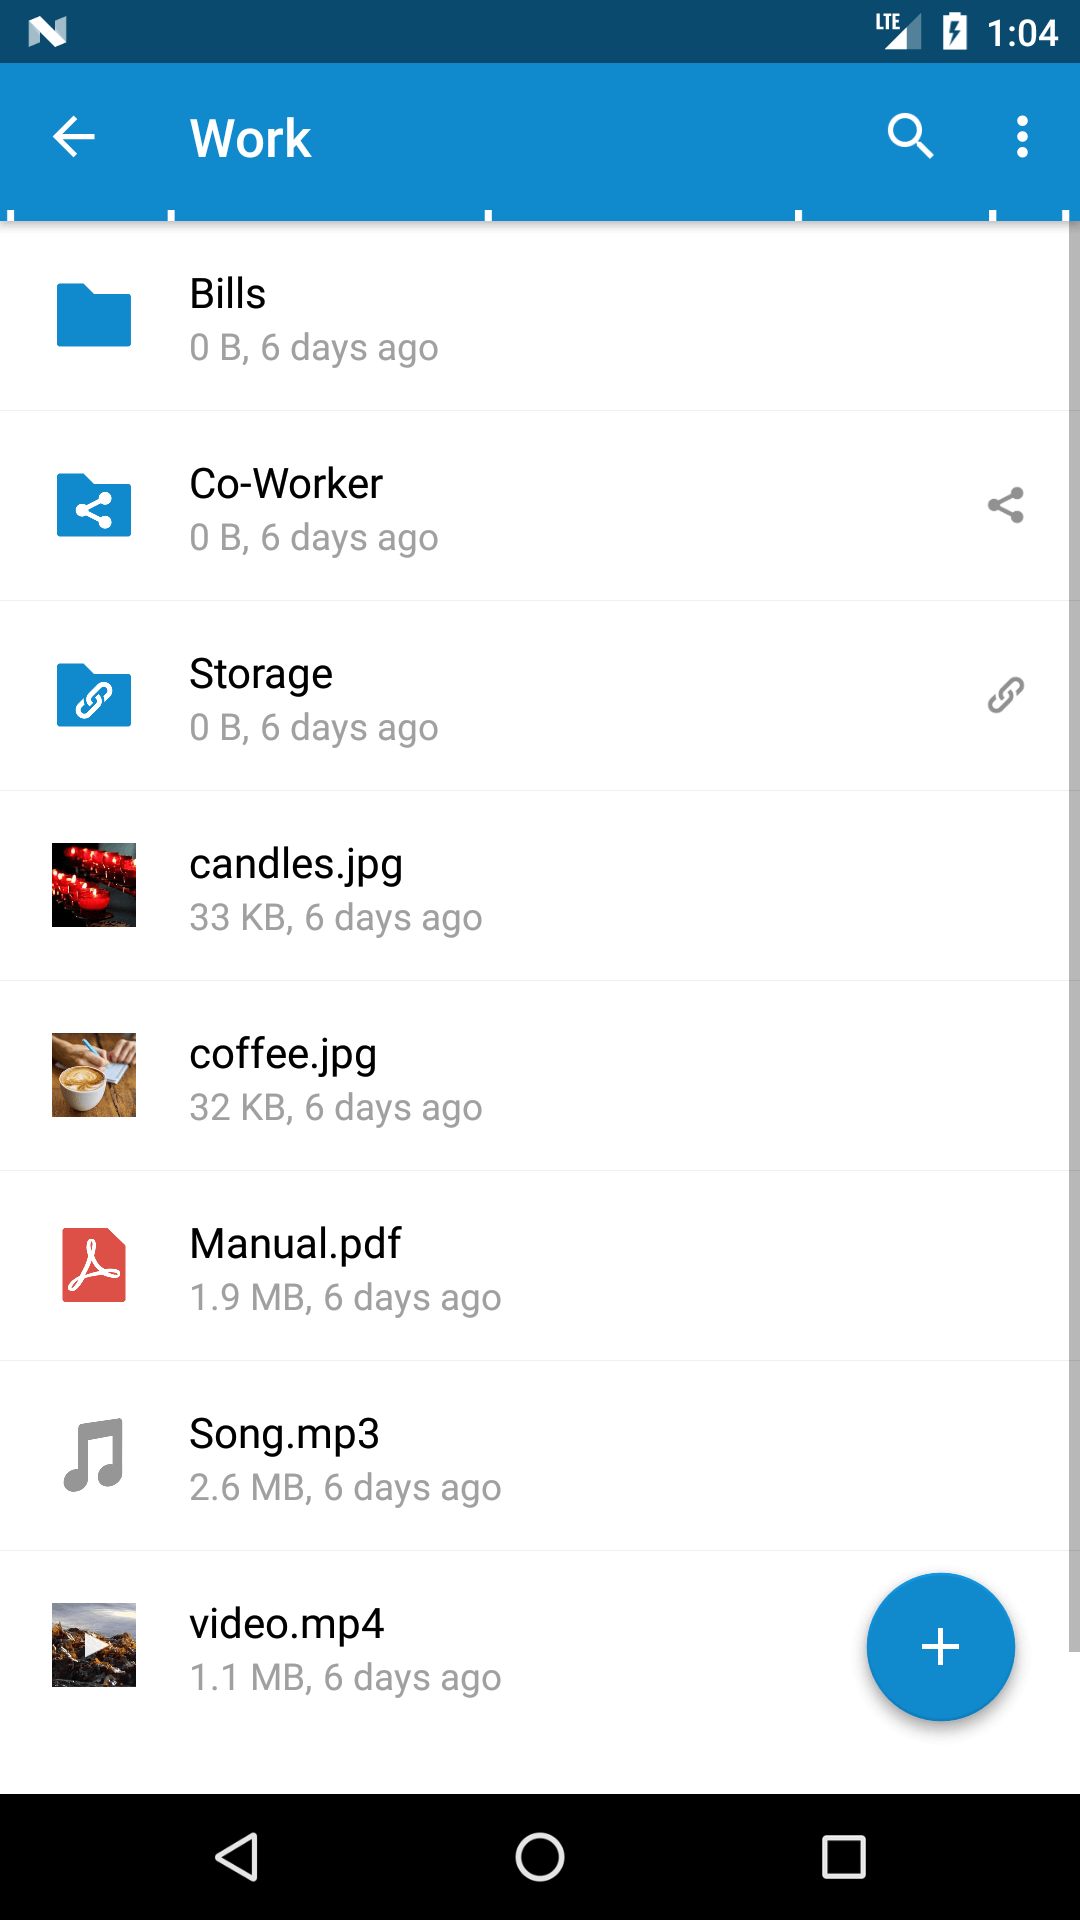 LTE 1:04
Work
Bills
0 B, 6 days ago
Co-Worker
0 B, 6 days ago
Storage
0 B, 6 days ago
candles.jpg
33 KB, 6 days ago
coffee.jpg
32 KB, 6 days ago
Manual.pdf
1.9 MB, 6 days ago
Song.mp3
2.6 MB, 6 days ago
video.mp4
1.1 MB, 6 days ago